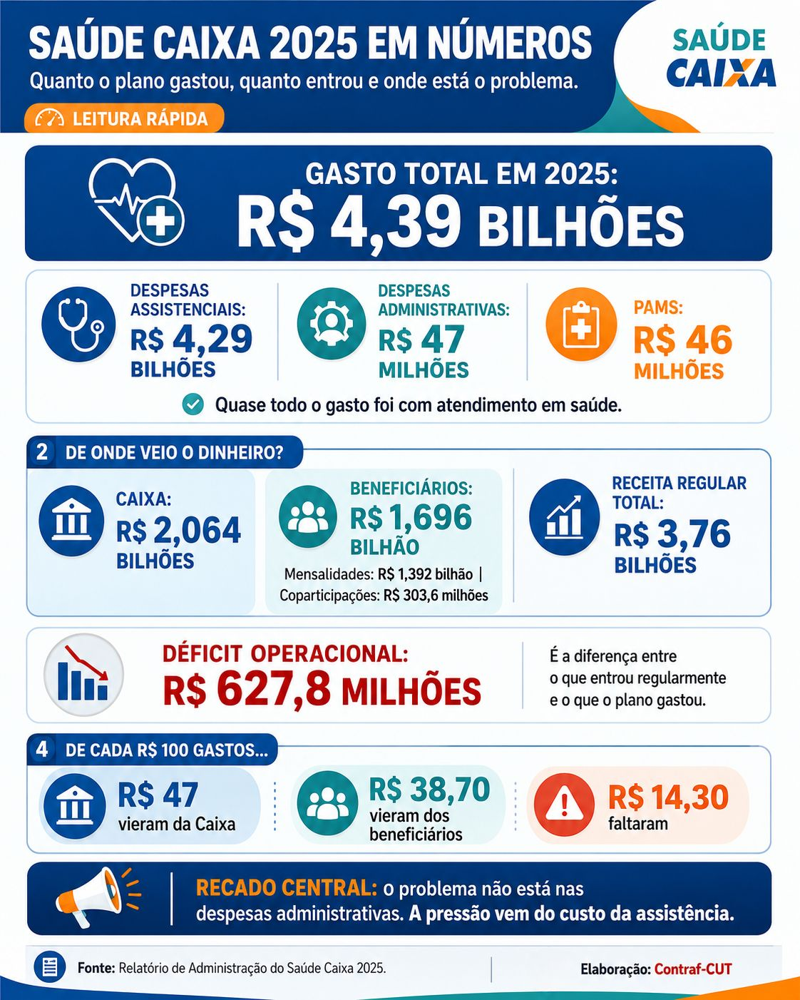 SAÚDE CAIXA 2025 EM NÚMEROS
Quanto o plano gastou, quanto entrou e onde está o problema.
LEITURA RÁPIDA
SAÚDE
CAIXA
GASTO TOTAL EM 2025:
R$ 4,39 BILHÕES
DESPESAS
ASSISTENCIAIS:
R$ 4,29
BILHÕES
DESPESAS
ADMINISTRATIVAS:
R$ 47
MILHÕES
PAMS:
R$ 46
MILHÕES
Quase todo o gasto foi com atendimento em saúde.
2 DE ONDE VEIO O DINHEIRO?
CAIXA:
R$ 2,064
BILHÕES
BENEFICIÁRIOS:
R$ 1,696
BILHÃO
Mensalidades: R$ 1,392 bilhão |
Coparticipações: R$ 303,6 milhões
RECEITA REGULAR
TOTAL:
R$ 3,76
BILHÕES
DÉFICIT OPERACIONAL:
R$ 627,8 MILHÕES
É a diferença entre
o que entrou regularmente
e o que o plano gastou.
4 DE CADA R$ 100 GASTOS...
R$ 47
vieram da Caixa
R$ 38,70
vieram dos
beneficiários
R$ 14,30
faltaram
RECADO CENTRAL: o problema não está nas
despesas administrativas. A pressão vem do custo da assistência.
Fonte: Relatório de Administração do Saúde Caixa 2025.
Elaboração: Contraf-CUT